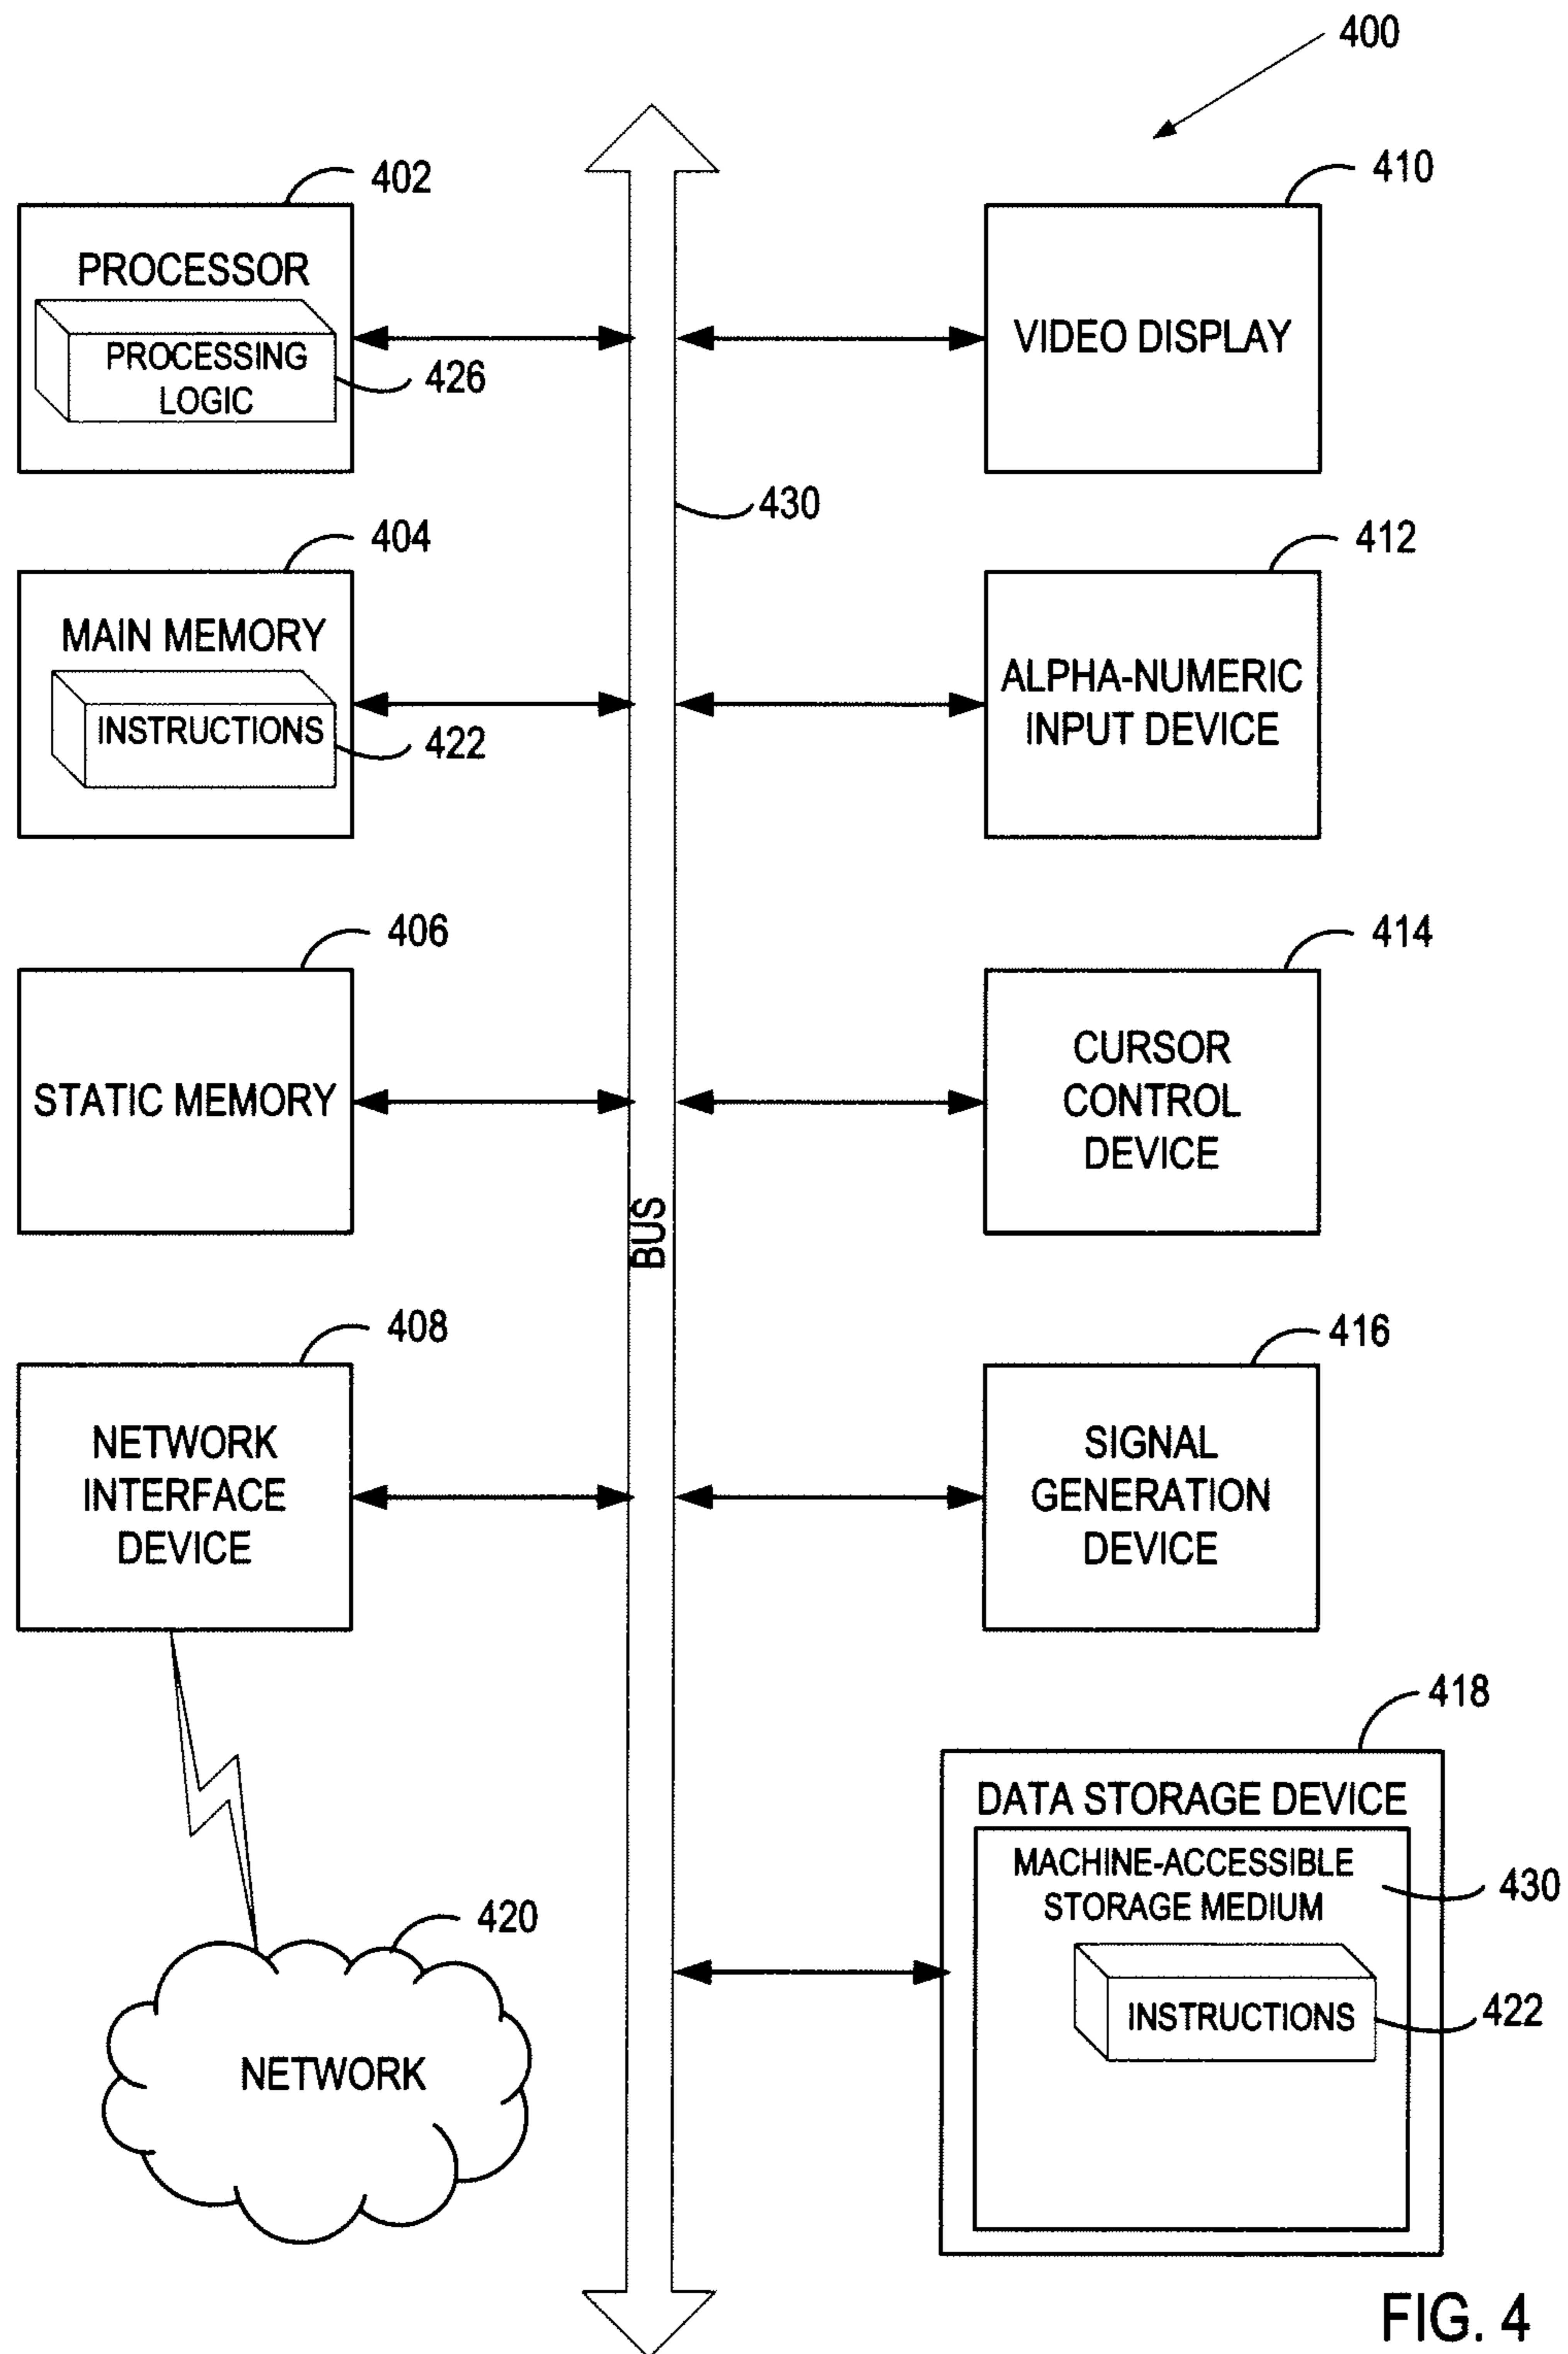 400
402
PROCESSOR
PROCESSING
LOGIC
426
410
VIDEO DISPLAY
430
404
MAIN MEMORY
INSTRUCTIONS
422
412
ALPHA-NUMERIC
INPUT DEVICE
406
STATIC MEMORY
414
CURSOR
CONTROL
DEVICE
BUS
408
NETWORK
INTERFACE
DEVICE
416
SIGNAL
GENERATION
DEVICE
418
DATA STORAGE DEVICE
MACHINE-ACCESSIBLE
STORAGE MEDIUM
430
INSTRUCTIONS
422
420
NETWORK
FIG. 4